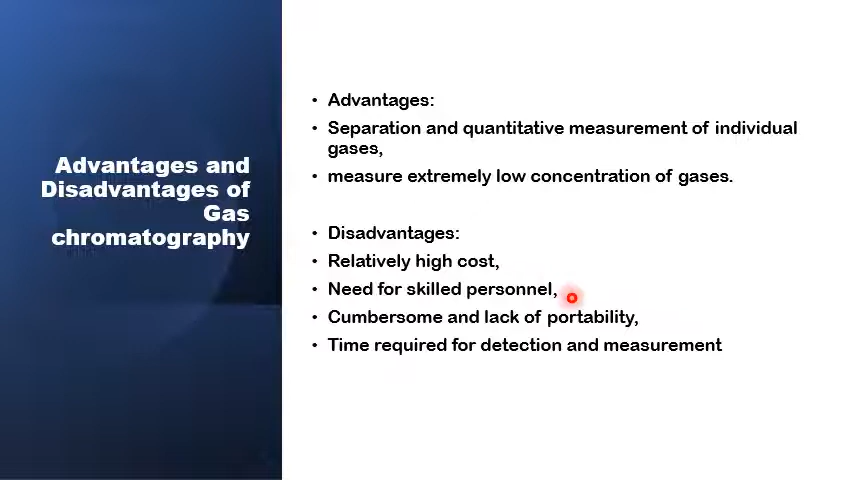 Advantages and
Disadvantages of
Gas
chromatography
• Advantages:
• Separation and quantitative measurement of individual
gases,
• measure extremely low concentration of gases.
• Disadvantages:
• Relatively high cost,
• Need for skilled personnel,
• Cumbersome and lack of portability,
• Time required for detection and measurement